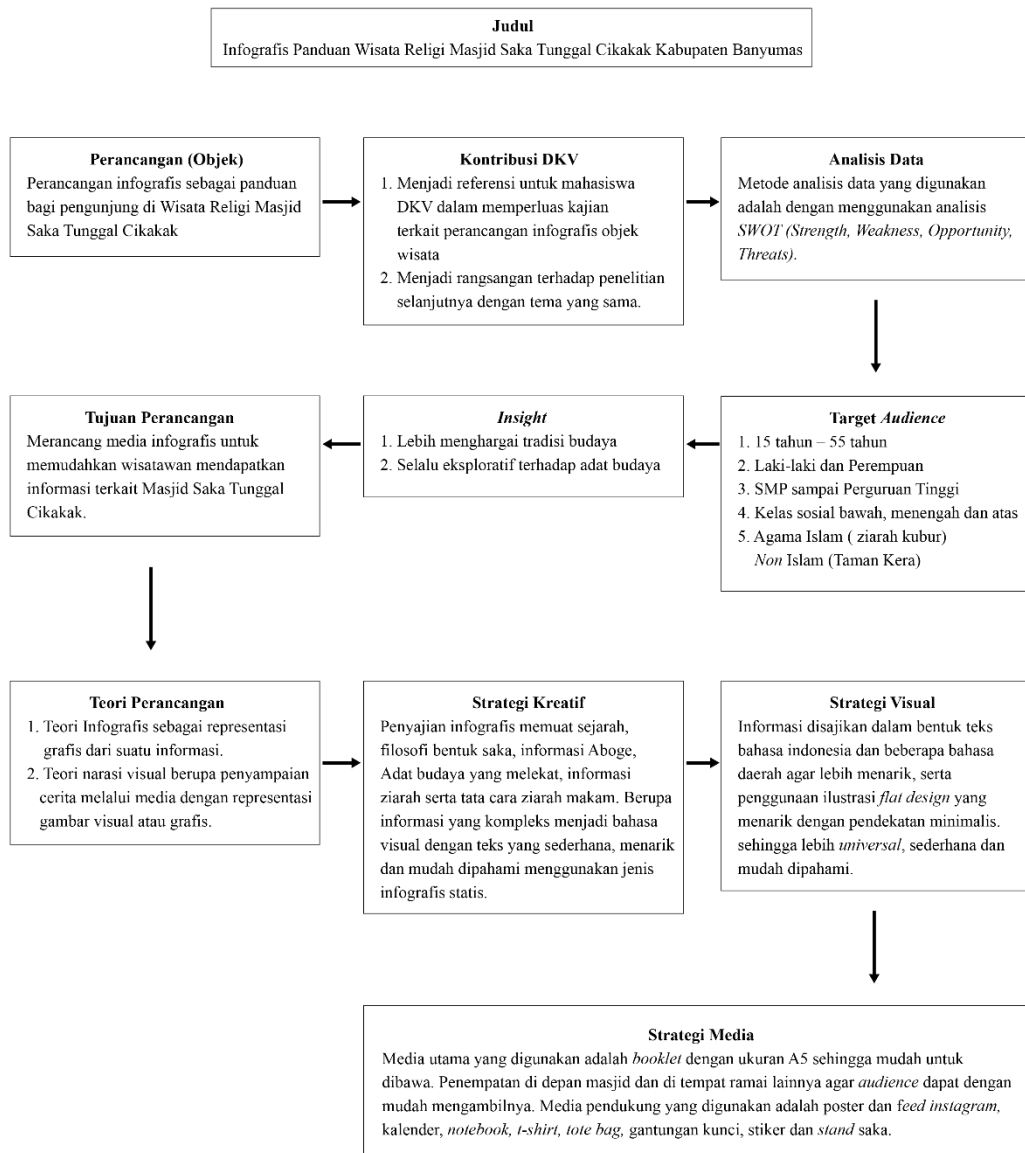 Judul
Infografis Panduan Wisata Religi Masjid Saka Tunggal Cikakak Kabupaten Banyumas
Perancangan (Objek)
Perancangan infografis sebagai panduan
bagi pengunjung di Wisata Religi Masjid
Saka Tunggal Cikakak
Kontribusi DKV
1. Menjadi referensi untuk mahasiswa
DKV dalam memperluas kajian
terkait perancangan infografis objek
wisata
2. Menjadi rangsangan terhadap penelitian
selanjutnya dengan tema yang sama.
Analisis Data
Metode analisis data yang digunakan
adalah dengan menggunakan analisis
SWOT (Strength, Weakness, Opportunity,
Threats).
Target Audience
1. 15 tahun – 55 tahun
2. Laki-laki dan Perempuan
3. SMP sampai Perguruan Tinggi
4. Kelas sosial bawah, menengah dan atas
5. Agama Islam ( ziarah kubur)
Non Islam (Taman Kera)
Insight
1. Lebih menghargai tradisi budaya
2. Selalu eksploratif terhadap adat budaya
Tujuan Perancangan
Merancang media infografis untuk
memudahkan wisatawan mendapatkan
informasi terkait Masjid Saka Tunggal
Cikakak.
Teori Perancangan
1. Teori Infografis sebagai representasi
grafis dari suatu informasi.
2. Teori narasi visual berupa penyampaian
cerita melalui media dengan representasi
gambar visual atau grafis.
Strategi Kreatif
Penyajian infografis memuat sejarah,
filosofi bentuk saka, informasi Aboge,
Adat budaya yang melekat, informasi
ziarah serta tata cara ziarah makam. Berupa
informasi yang kompleks menjadi bahasa
visual dengan teks yang sederhana, menarik
dan mudah dipahami menggunakan jenis
infografis statis.
Strategi Visual
Informasi disajikan dalam bentuk teks
bahasa indonesia dan beberapa bahasa
daerah agar lebih menarik, serta
penggunaan ilustrasi flat design yang
menarik dengan pendekatan minimalis.
sehingga lebih universal, sederhana dan
mudah dipahami.
Strategi Media
Media utama yang digunakan adalah booklet dengan ukuran A5 sehingga mudah untuk
dibawa. Penempatan di depan masjid dan di tempat ramai lainnya agar audience dapat dengan
mudah mengambilnya. Media pendukung yang digunakan adalah poster dan feed instagram,
kalender, notebook, t-shirt, tote bag, gantungan kunci, stiker dan stand saka.